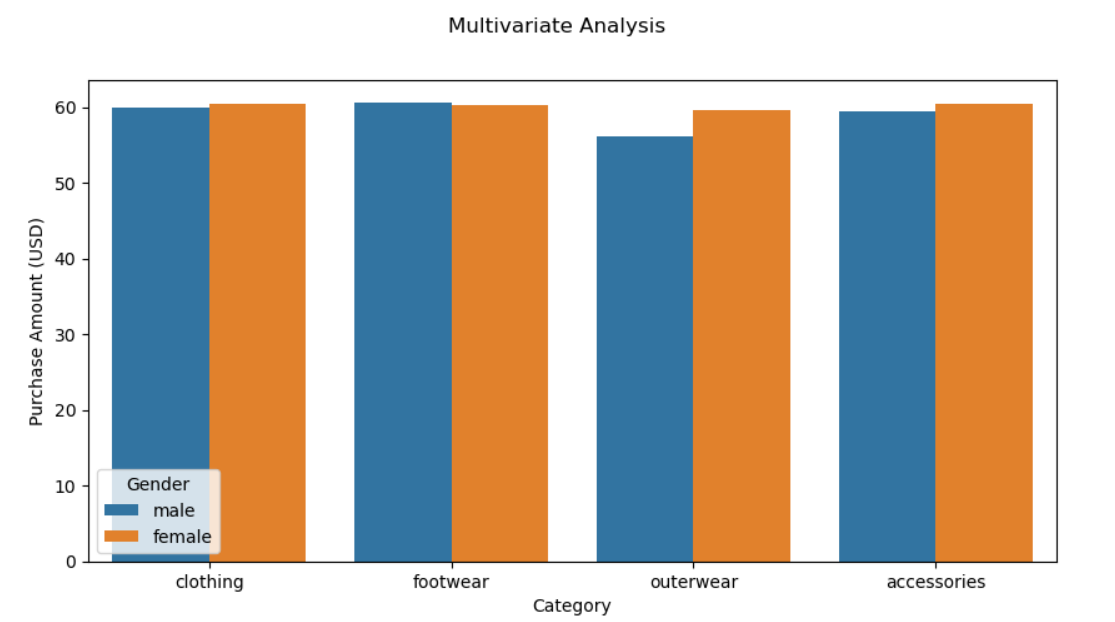 Multivariate Analysis
Purchase Amount (USD)
60
50
40
30
20
10
0
Gender
male
female
clothing footwear outerwear accessories
Category